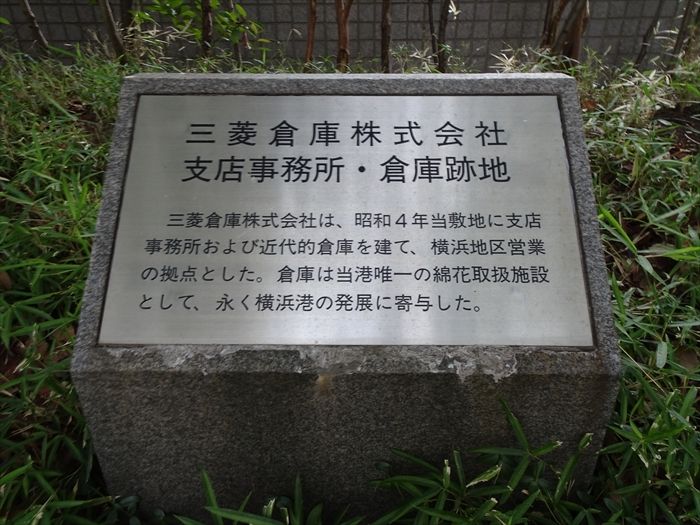 三菱倉庫株式会社
支店事務所・倉庫跡地
三菱倉庫株式会社は、昭和４年当敷地に支店
事務所および近代的倉庫を建て、横浜地区営業
の拠点とした。倉庫は当港唯一の綿花取扱施設
として、永く横浜港の発展に寄与した。